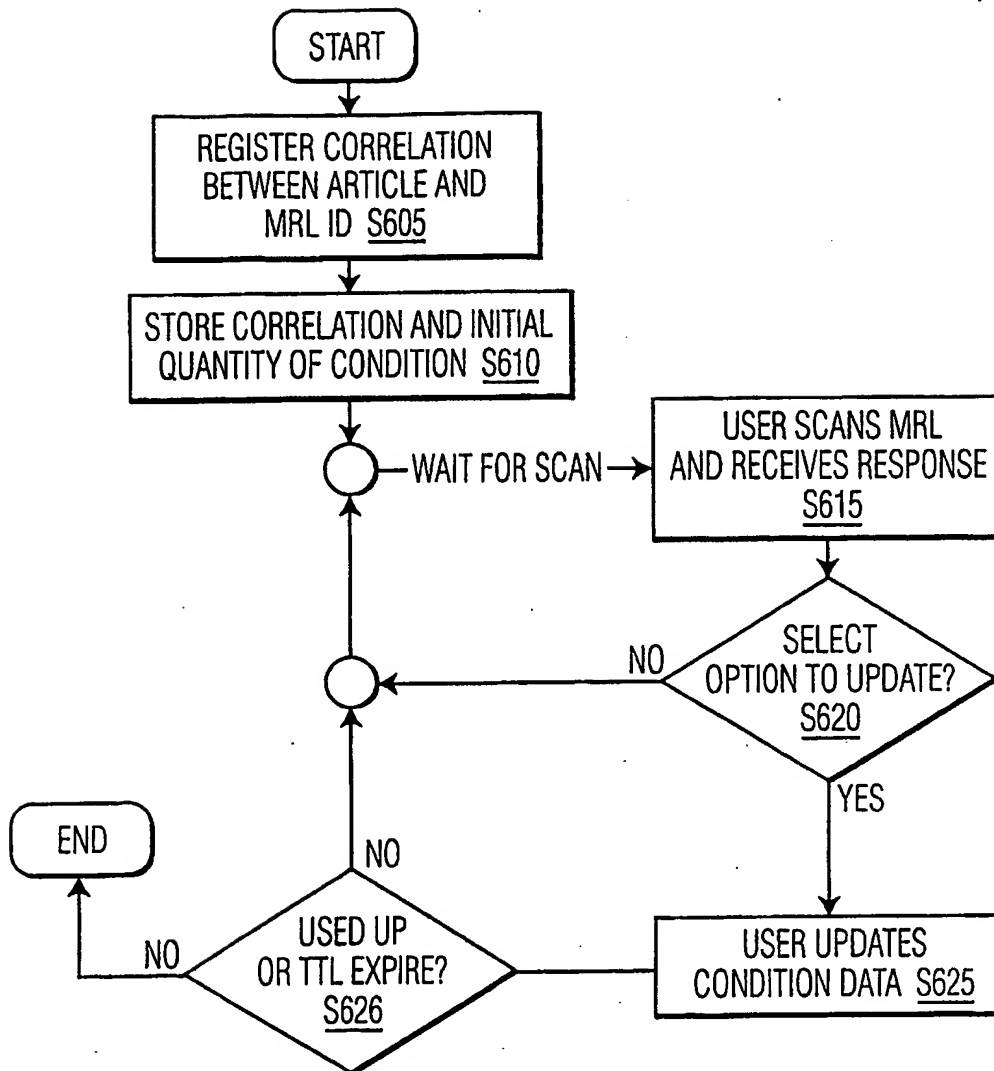 START
REGISTER CORRELATION
BETWEEN ARTICLE AND
MRL ID S605
STORE CORRELATION AND INITIAL
QUANTITY OF CONDITION S610
WAIT FOR SCAN
USER SCANS MRL
AND RECEIVES RESPONSE
S615
SELECT
OPTION TO UPDATE?
S620
NO
YES
USER UPDATES
CONDITION DATA S625
USED UP
OR TTL EXPIRE?
S626
NO
NO
END